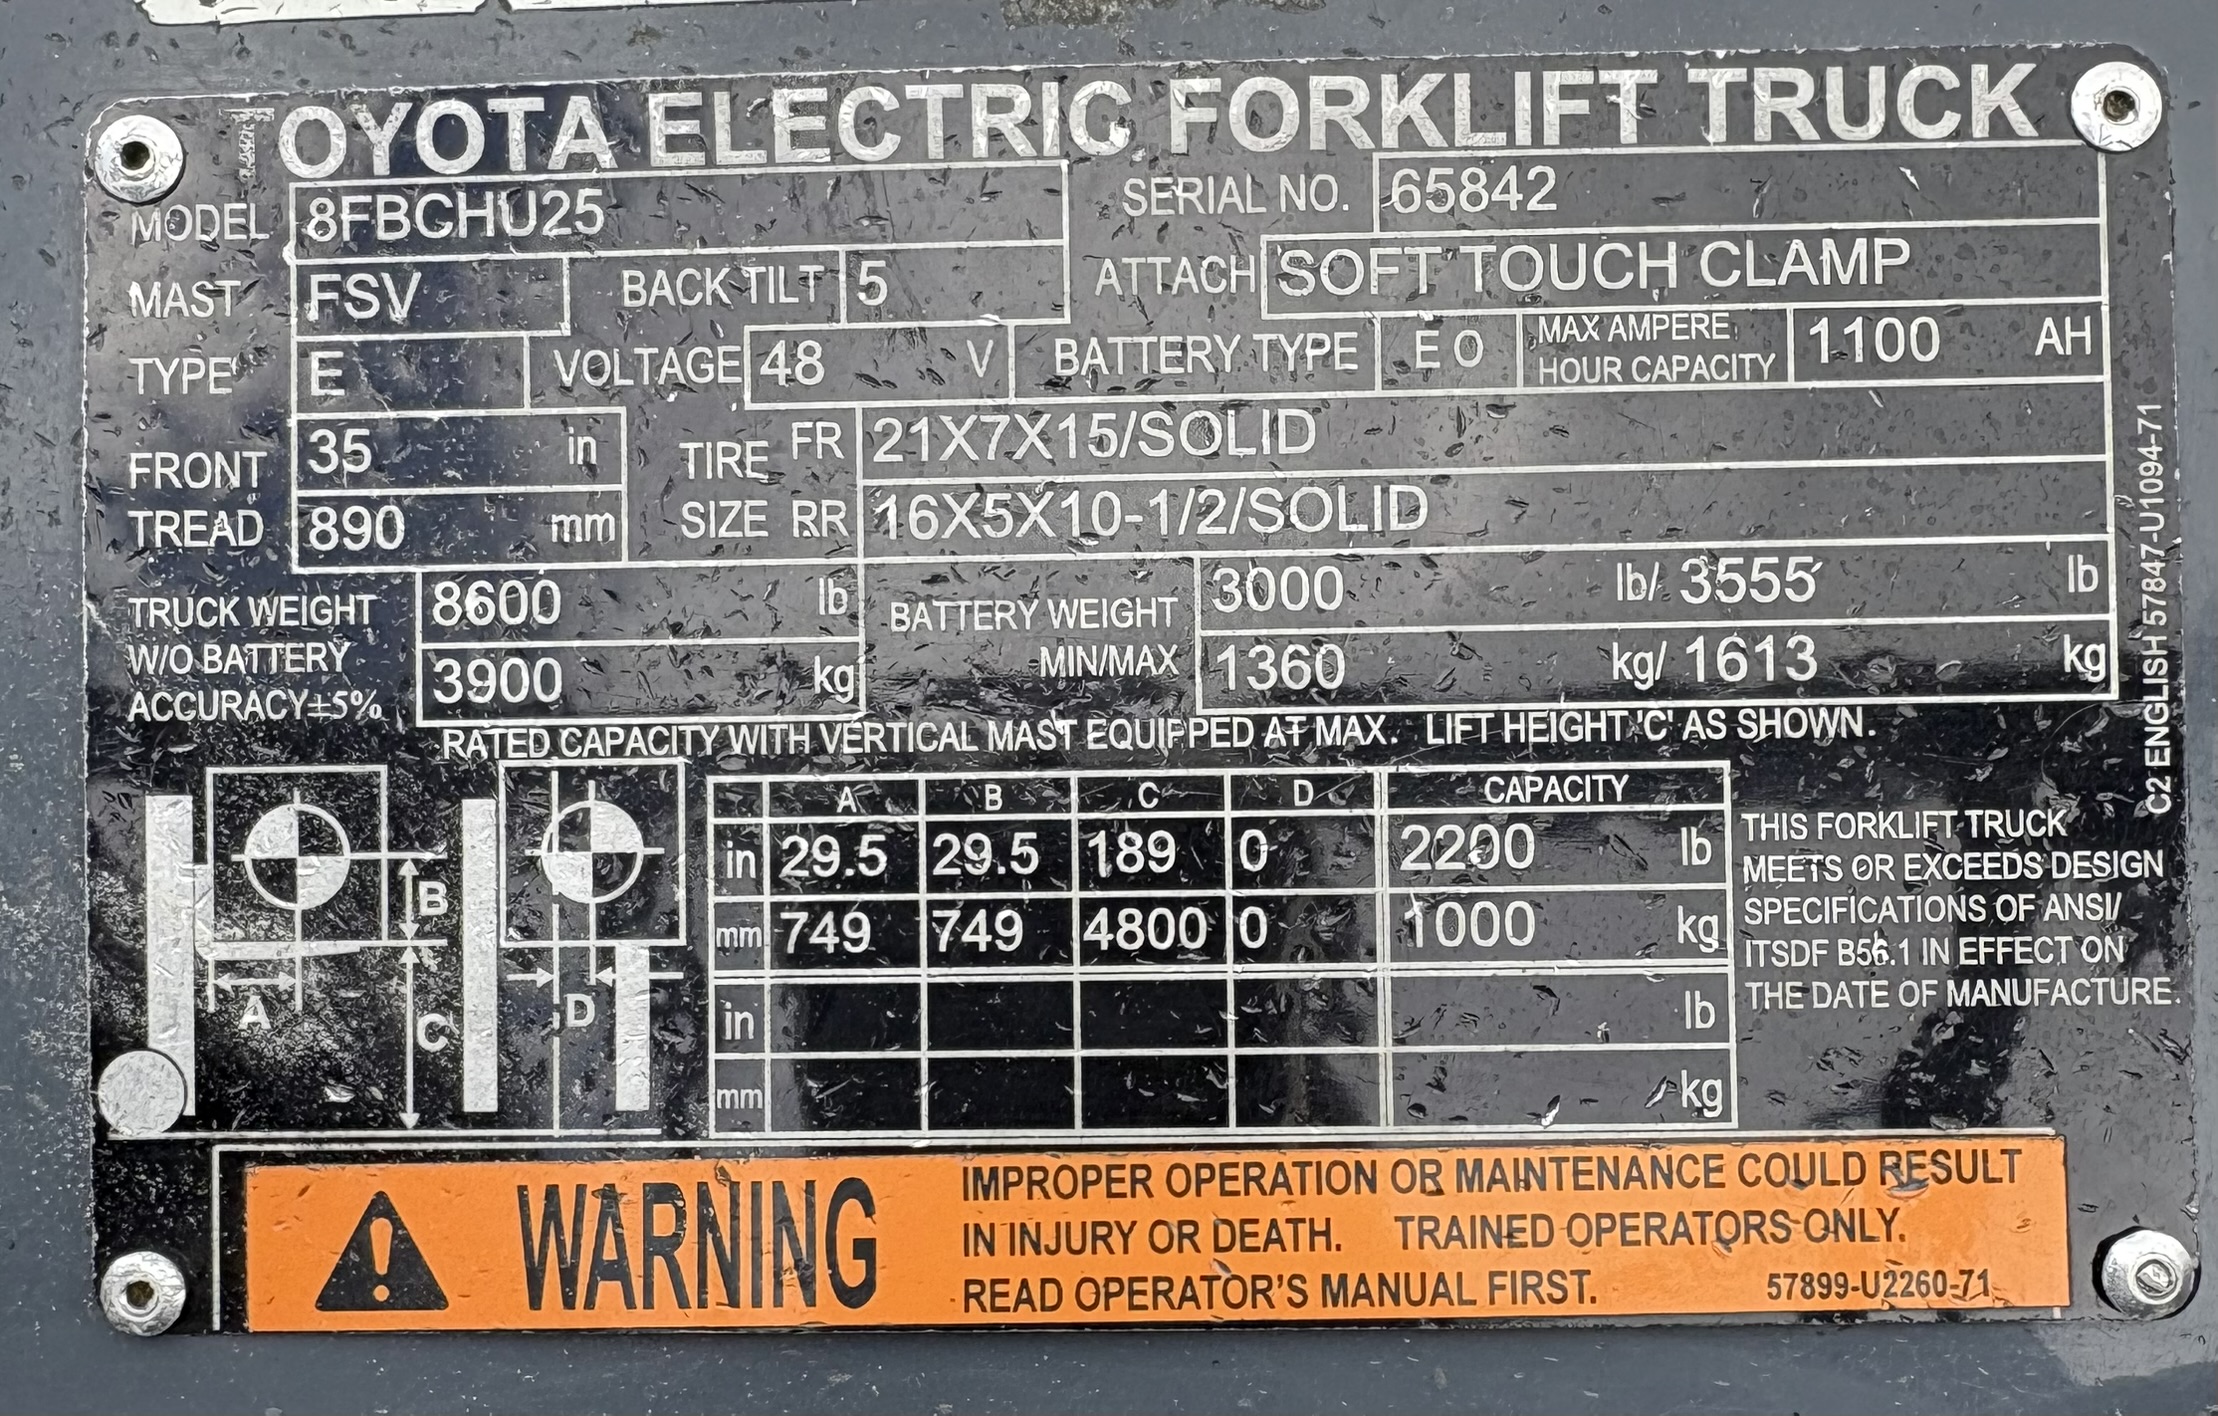 TOYOTA ELECTRIC FORKLIFT TRUCK
MODEL 8FBCHU25 SERIAL NO. 65842
MAST FSV BACK TILT 5 ATTACH SOFT TOUCH CLAMP
TYPE E VOLTAGE 48 V BATTERY TYPE E O MAX AMPERE HOUR CAPACITY 1100 AH
FRONT TREAD 35 in TIRE SIZE FR 21X7X15/SOLID
890 mm RR 16X5X10-1/2/SOLID
TRUCK WEIGHT 8600 lb BATTERY WEIGHT 3000 lb/ 3555 lb
W/O BATTERY
ACCURACY±5% 3900 kg MIN/MAX 1360 kg/ 1613 kg
RATED CAPACITY WITH VERTICAL MAST EQUIPPED AT MAX. LIFT HEIGHT 'C' AS SHOWN.
A B C D CAPACITY
in 29.5 29.5 189 0 2200 lb
mm 749 749 4800 0 1000 kg
in lb
mm kg
B
A
C
D
THIS FORKLIFT TRUCK
MEETS OR EXCEEDS DESIGN
SPECIFICATIONS OF ANSI/
ITSDF B56.1 IN EFFECT ON
THE DATE OF MANUFACTURE.
C2 ENGLISH 57847-U1094-71
WARNING
IMPROPER OPERATION OR MAINTENANCE COULD RESULT
IN INJURY OR DEATH. TRAINED OPERATORS ONLY.
READ OPERATOR'S MANUAL FIRST. 57899-U2260-71